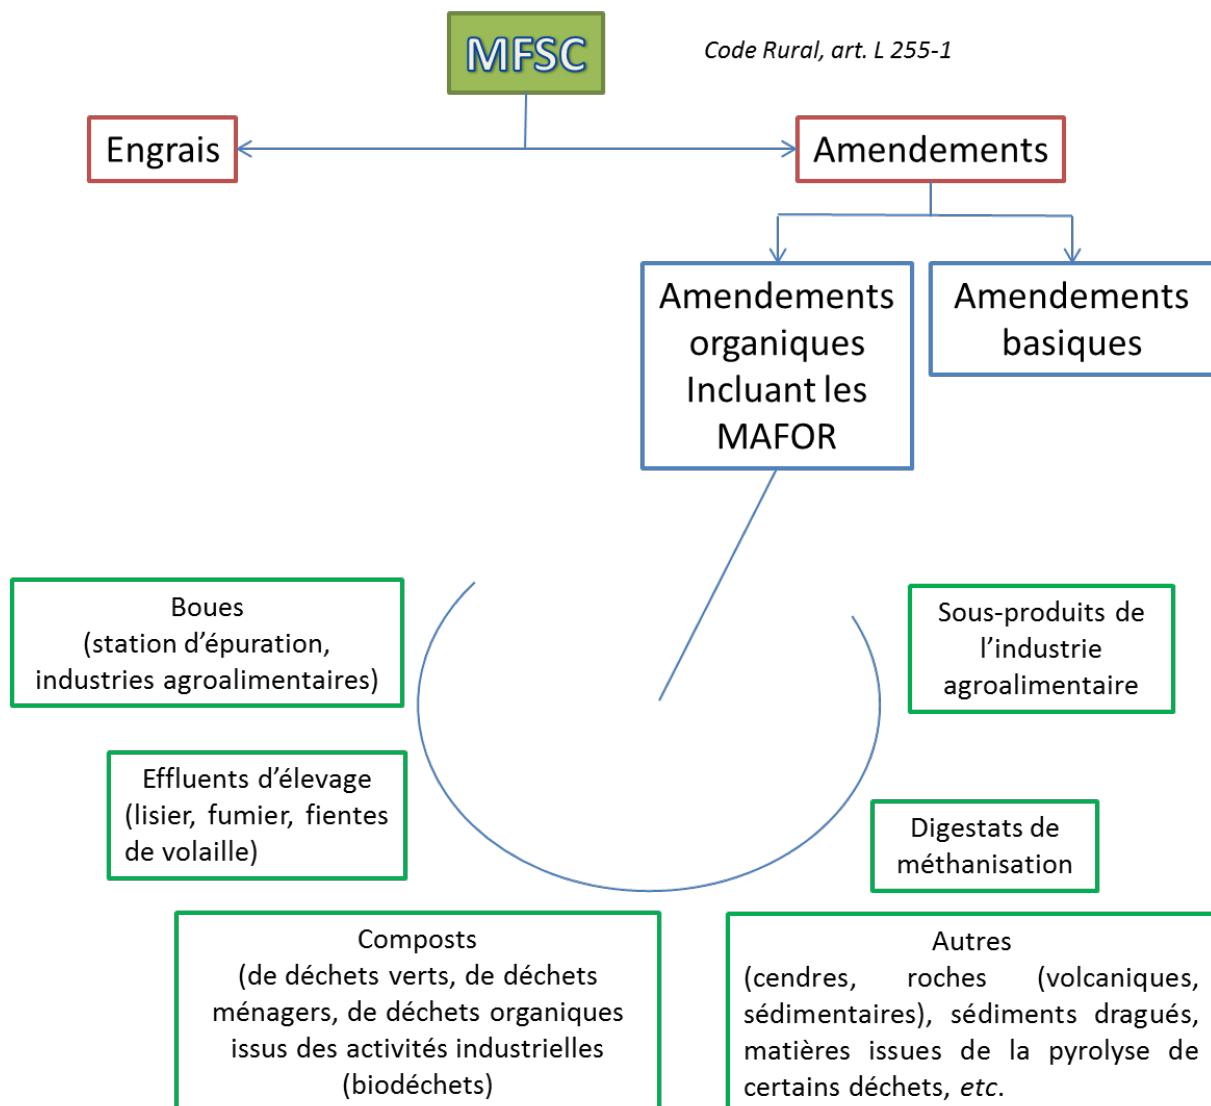 MFSC
Code Rural, art. L 255-1
Engrais
Amendements
Amendements
organiques
Incluant les
MAFOR
Amendements
basiques
Boues
(station d’épuration,
industries agroalimentaires)
Sous-produits de
l’industrie
agroalimentaire
Effluents d’élevage
(lisier, fumier, fientes
de volaille)
Digestats de
méthanisation
Composts
(de déchets verts, de déchets
ménagers, de déchets organiques
issus des activités industrielles
(biodéchets)
Autres
(cendres, roches (volcaniques,
sédimentaires), sédiments dragués,
matières issues de la pyrolyse de
certains déchets, etc.